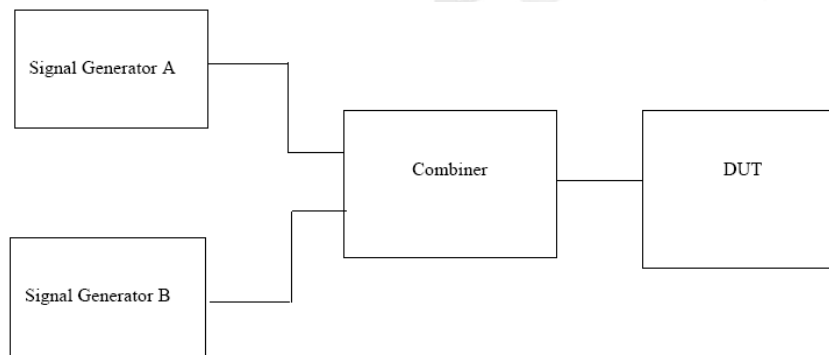 Signal Generator A
Combiner
DUT
Signal Generator B